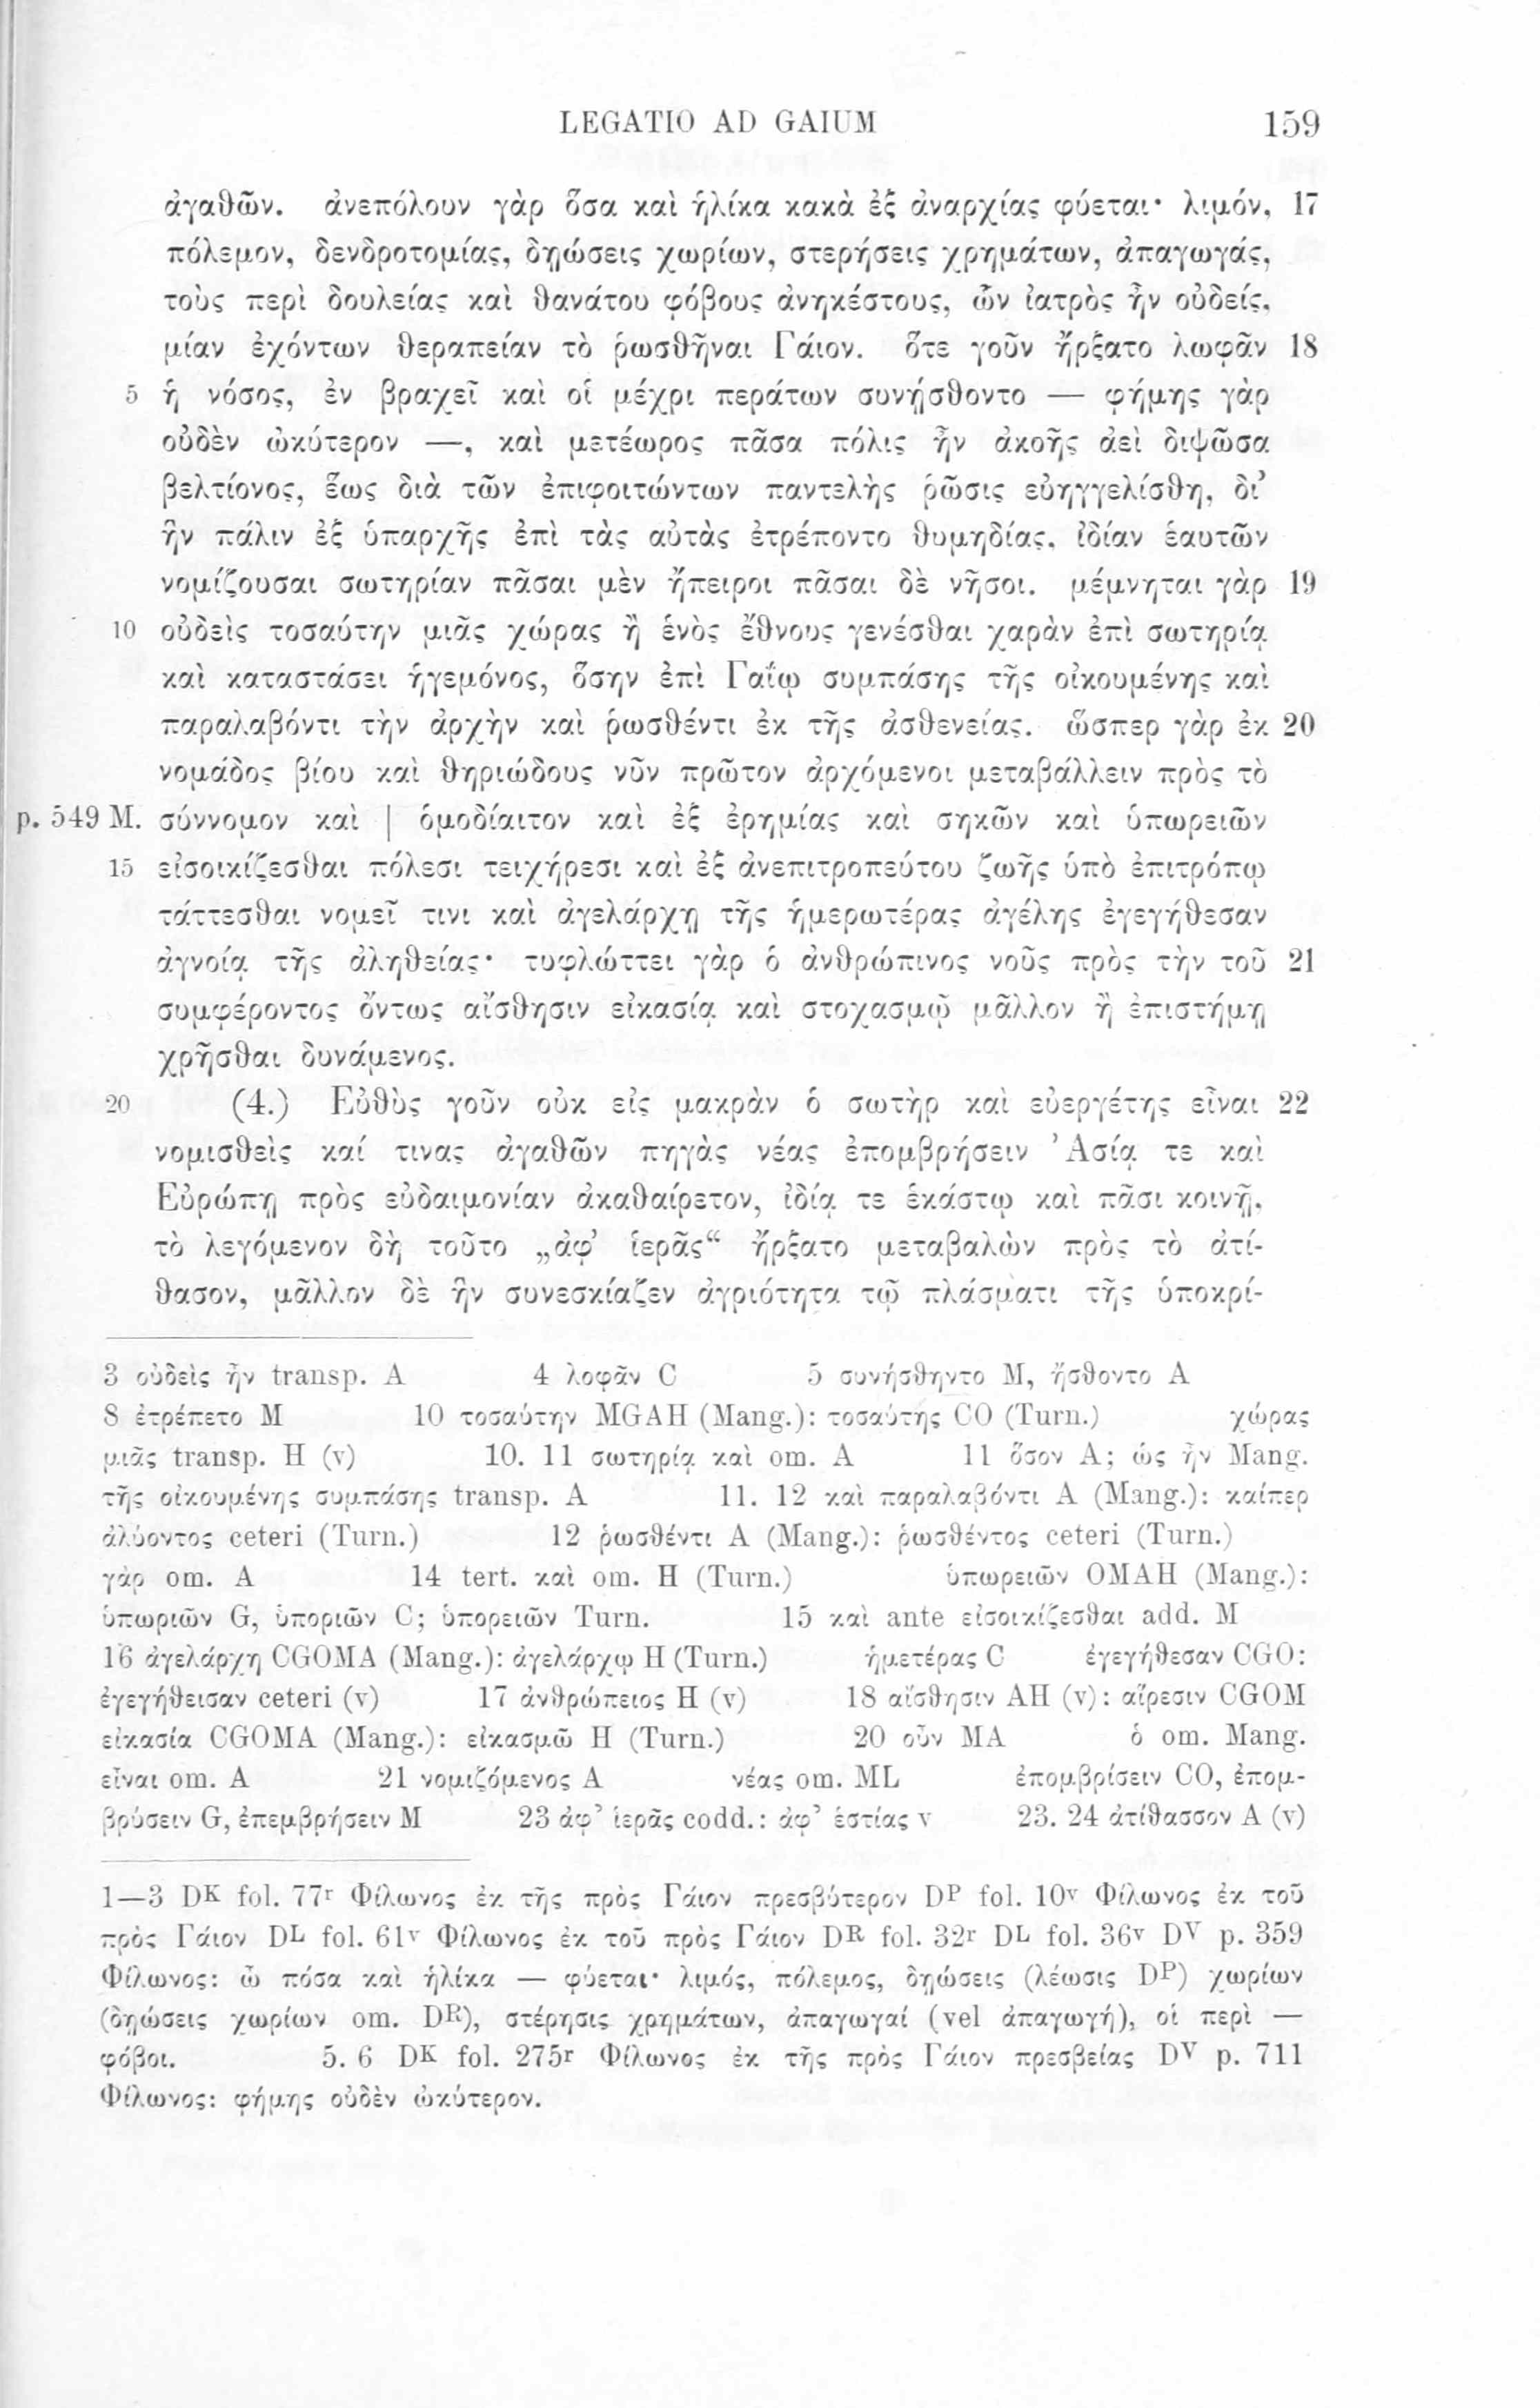 LEGATIO AD GAIUM 159
ἀγαθῶν. ἀνεπόλουν γὰρ ὅσα καὶ ἡλίκα κακὰ ἐξ ἀναρχίας φύεται· λιμόν, 17
πόλεμον, δενδροτομίας, δῃώσεις χωρίων, στερήσεις χρημάτων, ἀπαγωγάς,
τοὺς περὶ δουλείας καὶ θανάτου φόβους ἀνηκέστους, ὧν ἰατρὸς ἦν οὐδείς,
μίαν ἐχόντων θεραπείαν τὸ ῥωσθῆναι Γάιον. ὅτε γοῦν ἤρξατο λωφᾶν 18
5 ἡ νόσος, ἐν βραχεῖ καὶ οἱ μέχρι περάτων συνῄσθοντο — φήμης γὰρ
οὐδὲν ὠκύτερον —, καὶ μετέωρος πᾶσα πόλις ἦν ἀκοῆς ἀεὶ διψῶσα
βελτίονος, ἕως διὰ τῶν ἐπιφοιτώντων παντελὴς ῥῶσις εὐηγγελίσθη, δι’
ἣν πάλιν ἐξ ὑπαρχῆς ἐπὶ τὰς αὐτὰς ἐτρέποντο θυμηδίας, ἰδίαν ἑαυτῶν
νομίζουσαι σωτηρίαν πᾶσαι μὲν ἤπειροι πᾶσαι δὲ νῆσοι. μέμνηται γὰρ 19
10 οὐδεὶς τοσαύτην μιᾶς χώρας ἢ ἑνὸς ἔθνους γενέσθαι χαρὰν ἐπὶ σωτηρίᾳ
καὶ καταστάσει ἡγεμόνος, ὅσην ἐπὶ Γαΐῳ συμπάσης τῆς οἰκουμένης καὶ
παραλαβόντι τὴν ἀρχὴν καὶ ῥωσθέντι ἐκ τῆς ἀσθενείας. ὥσπερ γὰρ ἐκ 20
νομάδος βίου καὶ θηριώδους νῦν πρῶτον ἀρχόμενοι μεταβάλλειν πρὸς τὸ
p. 549 M. σύννομον καὶ | ὁμοδίαιτον καὶ ἐξ ἐρημίας καὶ σηκῶν καὶ ὑπωρειῶν
15 εἰσοικίζεσθαι πόλεσι τειχήρεσι καὶ ἐξ ἀνεπιτροπεύτου ζωῆς ὑπὸ ἐπιτρόπῳ
τάττεσθαι νομεῖ τινι καὶ ἀγελάρχῃ τῆς ἡμερωτέρας ἀγέλης ἐγεγήθεσαν
ἀγνοίᾳ τῆς ἀληθείας· τυφλώττει γὰρ ὁ ἀνθρώπινος νοῦς πρὸς τὴν τοῦ 21
συμφέροντος ὄντως αἴσθησιν εἰκασίᾳ καὶ στοχασμῷ μᾶλλον ἢ ἐπιστήμῃ
χρῆσθαι δυνάμενος.
20 (4.) Εὐθὺς γοῦν οὐκ εἰς μακρὰν ὁ σωτὴρ καὶ εὐεργέτης εἶναι 22
νομισθεὶς καί τινας ἀγαθῶν πηγὰς νέας ἐπομβρήσειν Ἀσίᾳ τε καὶ
Εὐρώπῃ πρὸς εὐδαιμονίαν ἀκαθαίρετον, ἰδίᾳ τε ἑκάστῳ καὶ πᾶσι κοινῇ,
τὸ λεγόμενον δὴ τοῦτο „ἀφ’ ἱερᾶς“ ἤρξατο μεταβαλὼν πρὸς τὸ ἀτί-
θασον, μᾶλλον δὲ ἣν συνεσκίαζεν ἀγριότητα τῷ πλάσματι τῆς ὑποκρί-
3 οὐδεὶς ἦν transp. A 4 λοφᾶν C 5 συνήσθηντο M, ᾔσθοντο A
8 ἐτρέπετο M 10 τοσαύτην MGAH (Mang.): τοσαύτης CO (Turn.) χώρας
μιᾶς transp. H (v) 10. 11 σωτηρίᾳ καὶ om. A 11 ὅσον A; ὡς ἣν Mang.
τῆς οἰκουμένης συμπάσης transp. A 11. 12 καὶ παραλαβόντι A (Mang.): καίπερ
ἀλύοντος ceteri (Turn.) 12 ῥωσθέντι A (Mang.): ῥωσθέντος ceteri (Turn.)
γὰρ om. A 14 tert. καὶ om. H (Turn.) ὑπωρειῶν OMAH (Mang.):
ὑπωριῶν G, ὑποριῶν C; ὑπορειῶν Turn. 15 καὶ ante εἰσοικίζεσθαι add. M
16 ἀγελάρχῃ CGOMA (Mang.): ἀγελάρχῳ H (Turn.) ἡμετέρας C ἐγεγήθεσαν CGO:
ἐγεγήθεισαν ceteri (v) 17 ἀνθρώπειος H (v) 18 αἴσθησιν AH (v): αἵρεσιν CGOM
εἰκασία CGOMA (Mang.): εἰκασμῶ H (Turn.) 20 οὖν MA ὁ om. Mang.
εἶναι om. A 21 νομιζόμενος A νέας om. ML ἐπομβρίσειν CO, ἐπομ-
βρύσειν G, ἐπεμβρήσειν M 23 ἀφ’ ἱερᾶς codd.: ἀφ’ ἑστίας v 23. 24 ἀτίθασσον A (v)
1—3 DK fol. 77r Φίλωνος ἐκ τῆς πρὸς Γάιον πρεσβύτερον DP fol. 10v Φίλωνος ἐκ τοῦ
πρὸς Γάιον DL fol. 61v Φίλωνος ἐκ τοῦ πρὸς Γάιον DR fol. 32r DL fol. 36v DV p. 359
Φίλωνος: ὦ πόσα καὶ ἡλίκα — φύεται· λιμός, πόλεμος, δῃώσεις (λέωσις DP) χωρίων
(δῃώσεις χωρίων om. DR), στέρησις χρημάτων, ἀπαγωγαί (vel ἀπαγωγή), οἱ περὶ —
φόβοι. 5. 6 DK fol. 275r Φίλωνος ἐκ τῆς πρὸς Γάιον πρεσβείας DV p. 711
Φίλωνος: φήμης οὐδὲν ὠκύτερον.